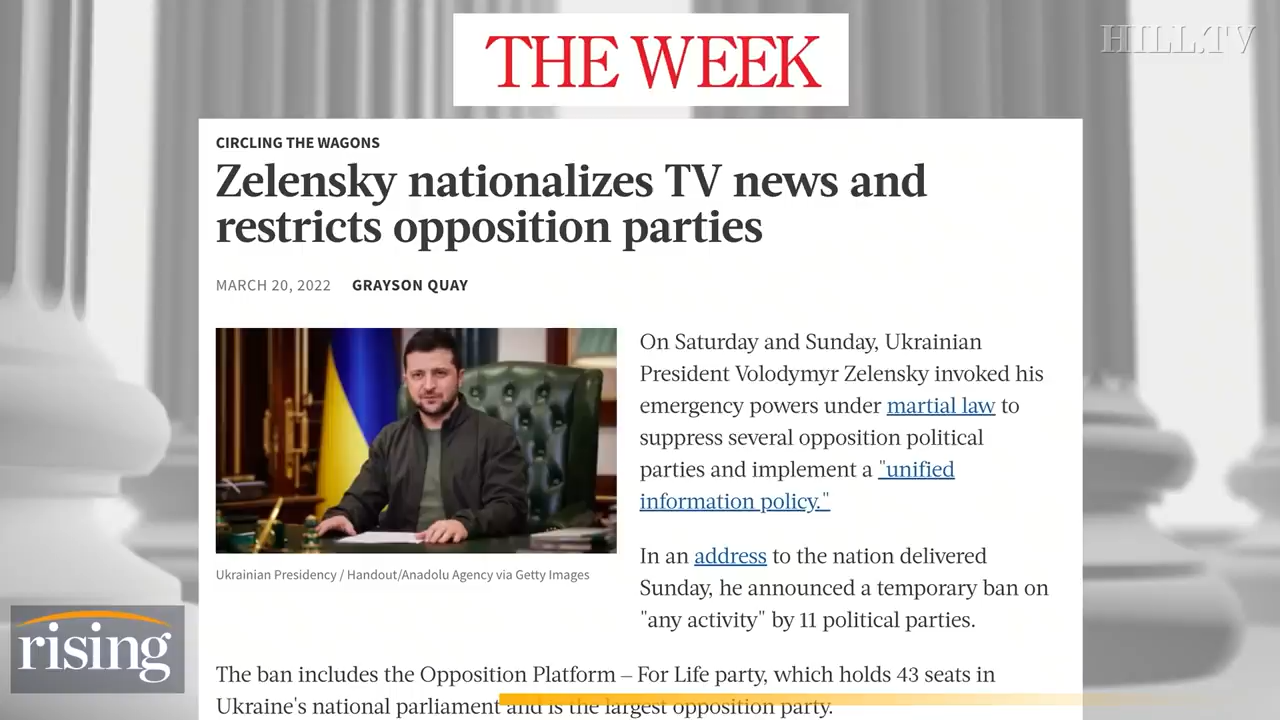 THE WEEK
HILL.TV
CIRCLING THE WAGONS
Zelensky nationalizes TV news and
restricts opposition parties
MARCH 20, 2022 GRAYSON QUAY
On Saturday and Sunday, Ukrainian
President Volodymyr Zelensky invoked his
emergency powers under martial law to
suppress several opposition political
parties and implement a "unified
information policy."
In an address to the nation delivered
Sunday, he announced a temporary ban on
"any activity" by 11 political parties.
Ukrainian Presidency / Handout/Anadolu Agency via Getty Images
The ban includes the Opposition Platform – For Life party, which holds 43 seats in
Ukraine's national parliament and is the largest opposition party.
rising